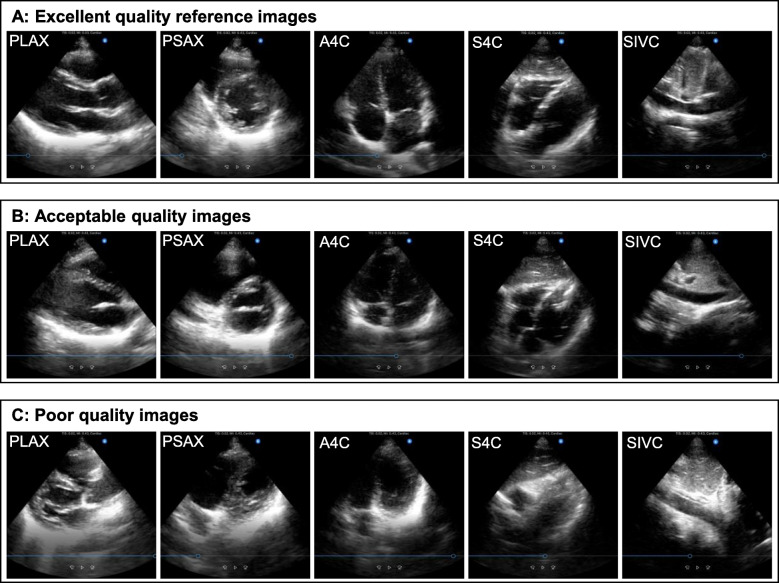 A: Excellent quality reference images
PLAX PSAX A4C S4C SIVC
B: Acceptable quality images
PLAX PSAX A4C S4C SIVC
C: Poor quality images
PLAX PSAX A4C S4C SIVC